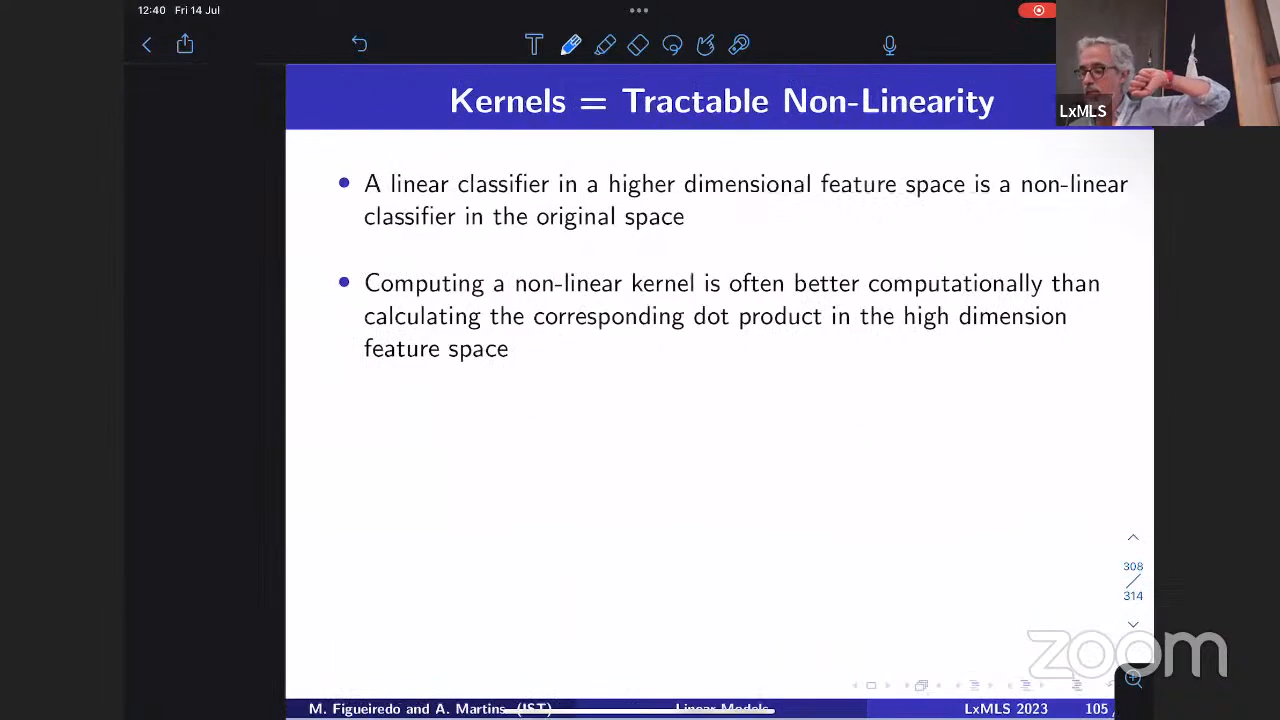 12:40 Fri 14 Jul
LxMLS
Kernels = Tractable Non-Linearity
A linear classifier in a higher dimensional feature space is a non-linear
classifier in the original space
Computing a non-linear kernel is often better computationally than
calculating the corresponding dot product in the high dimension
feature space
308
314
zoom
M. Figueiredo and A. Martins (IST) Linear Models LxMLS 2023 105